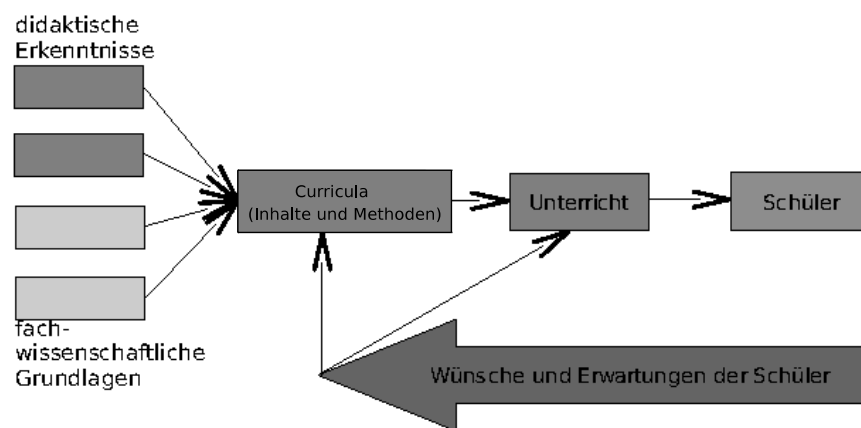 didaktische
Erkenntnisse
Curricula
(Inhalte und Methoden)
Unterricht
Schüler
fach-
wissenschaftliche
Grundlagen
Wünsche und Erwartungen der Schüler